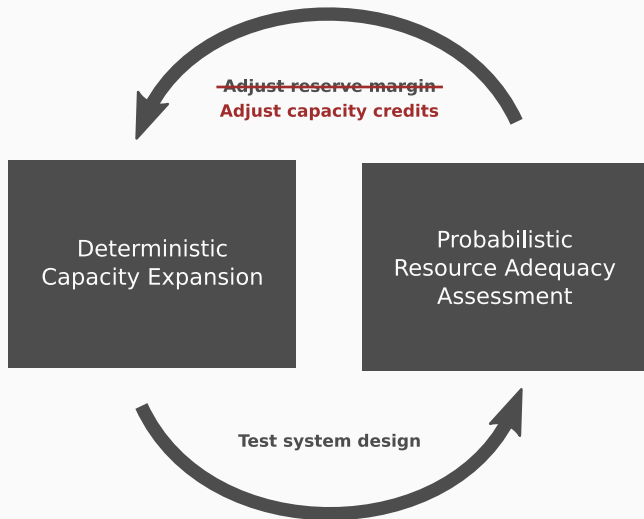 Adjust reserve margin
Adjust capacity credits
Deterministic
Capacity Expansion
Probabilistic
Resource Adequacy
Assessment
Test system design